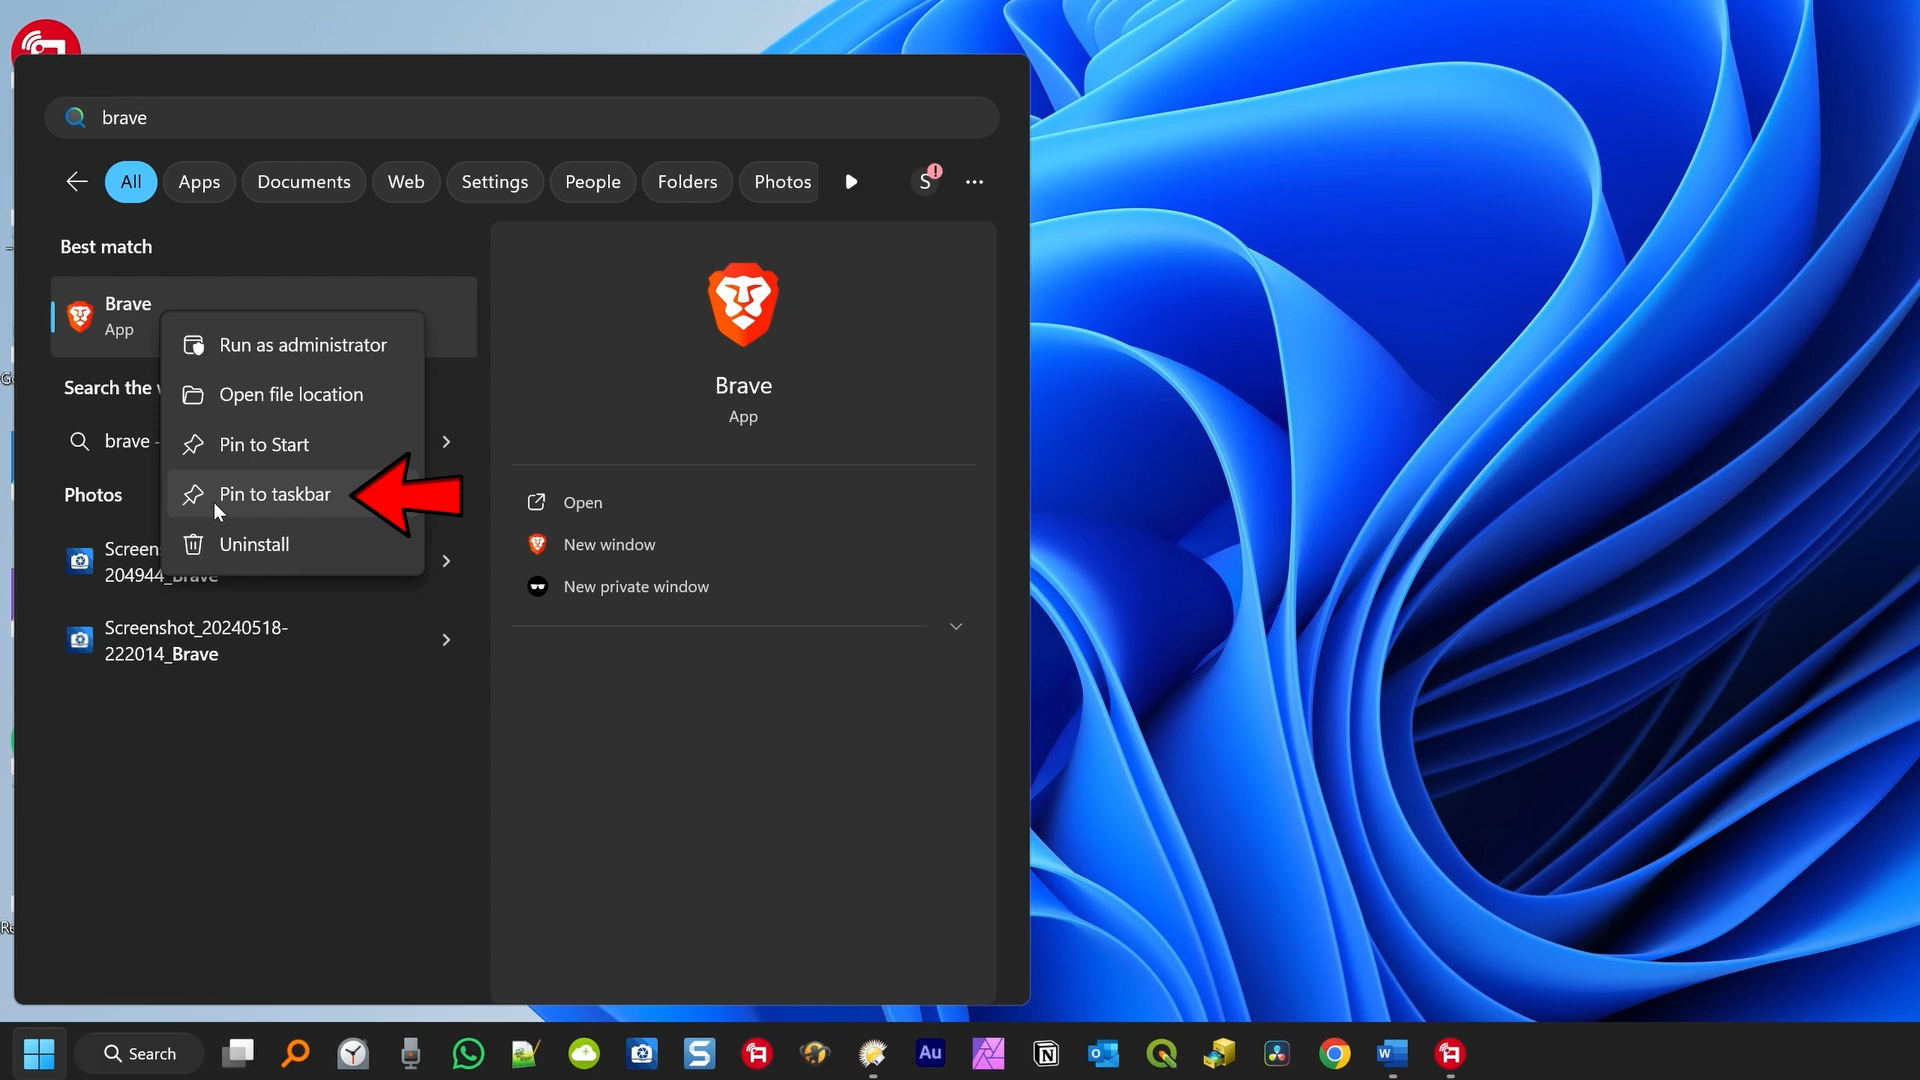 brave
All Apps Documents Web Settings People Folders Photos S
Best match
Brave
App
Run as administrator
Open file location
Pin to Start
Pin to taskbar
Uninstall
Search the
brave -
Photos
Screen
204944_Brave
Screenshot_20240518-
222014_Brave
Brave
App
Open
New window
New private window
Search
Au